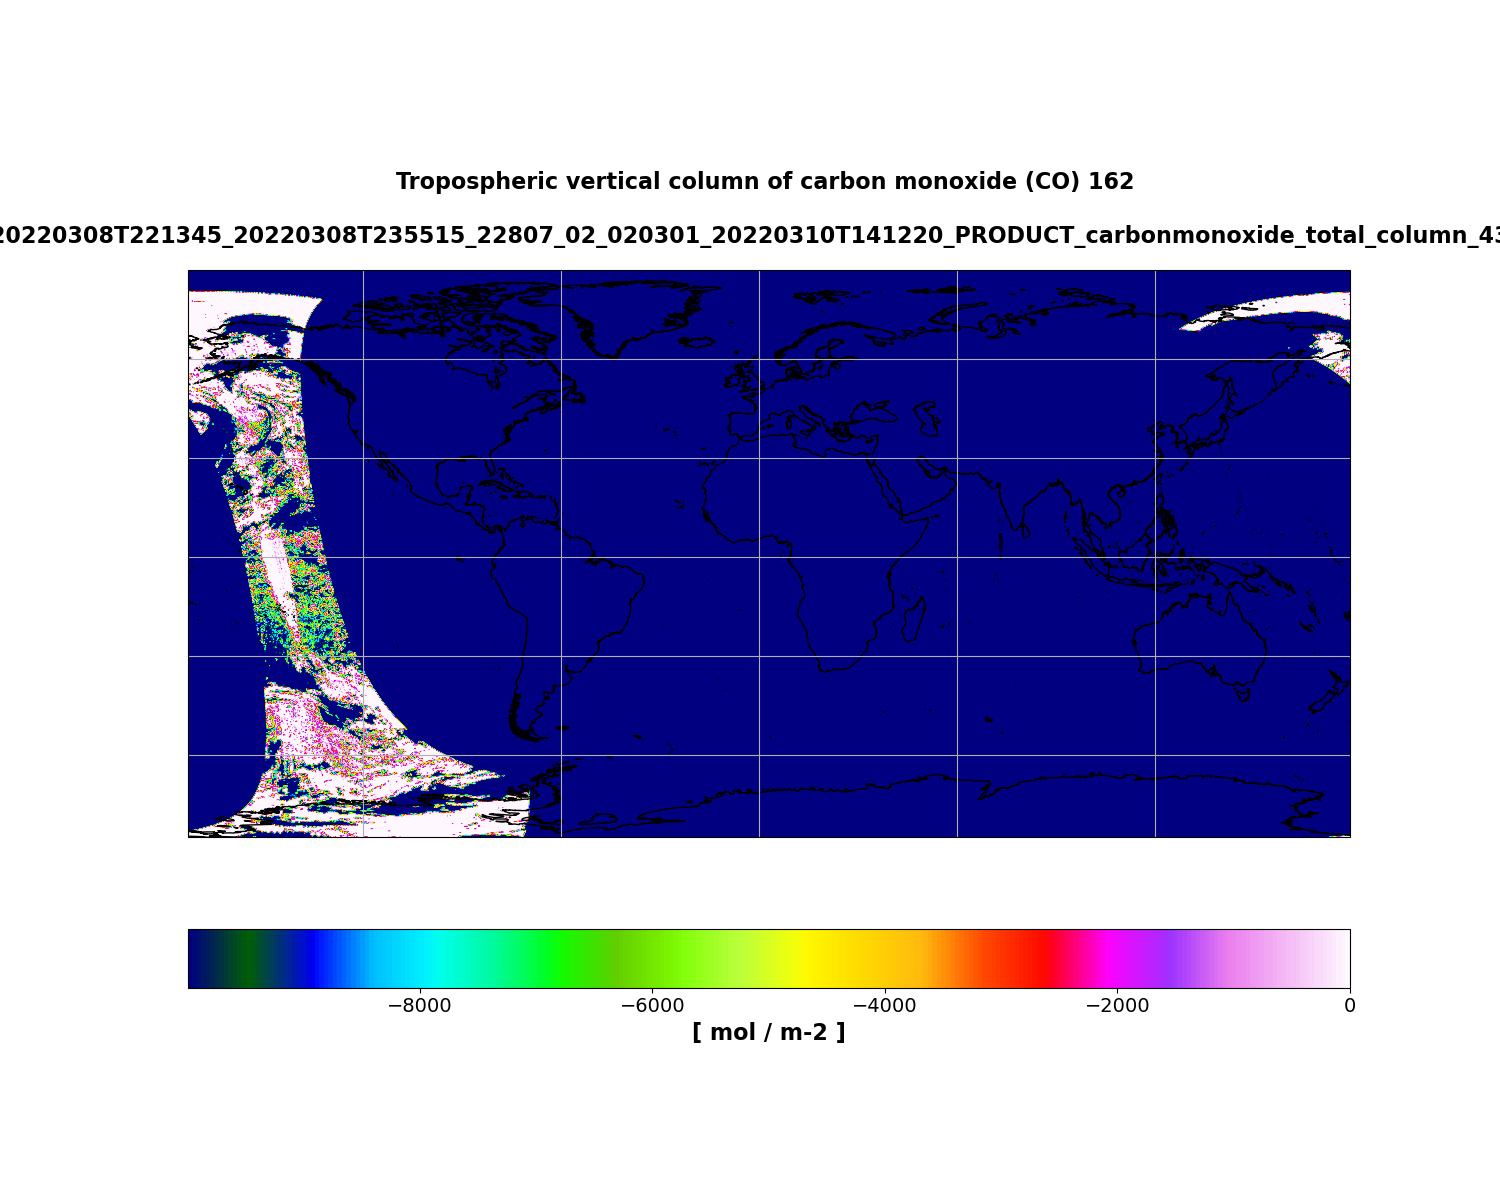 Tropospheric vertical column of carbon monoxide (CO) 162
20220308T221345_20220308T235515_22807_02_020301_20220310T141220_PRODUCT_carbonmonoxide_total_column_43
−8000 −6000 −4000 −2000 0
[ mol / m-2 ]